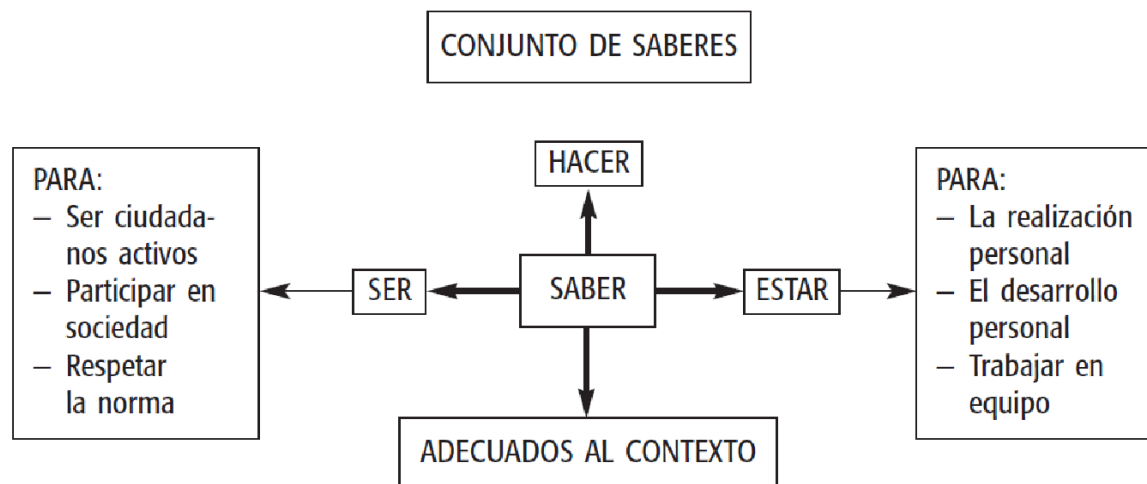 CONJUNTO DE SABERES
HACER
PARA:
– Ser ciudada-
nos activos
– Participar en
sociedad
– Respetar
la norma
SER
SABER
ESTAR
PARA:
– La realización
personal
– El desarrollo
personal
– Trabajar en
equipo
ADECUADOS AL CONTEXTO